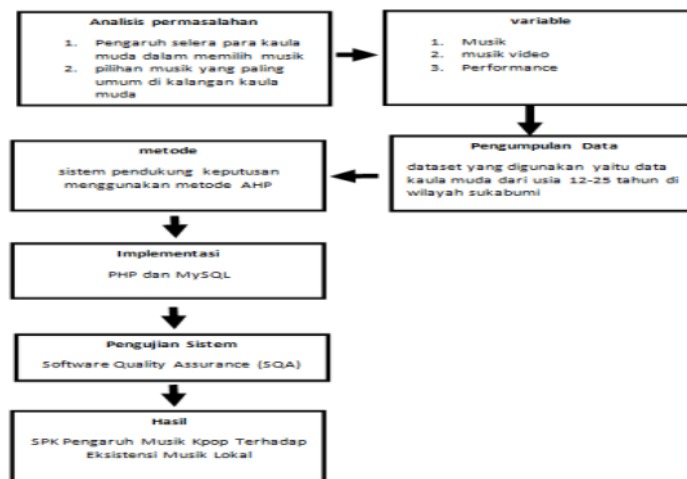 Analisis permasalahan
1. Pengaruh selera para kaula
muda dalam memilih musik
2. pilihan musik yang paling
umum di kalangan kaula
muda
variable
1. Musik
2. musik video
3. Performance
Pengumpulan Data
dataset yang digunakan yaitu data
kaula muda dari usia 12-25 tahun di
wilayah sukabumi
metode
sistem pendukung keputusan
menggunakan metode AHP
Implementasi
PHP dan MySQL
Pengujian Sistem
Software Quality Assurance (SQA)
Hasil
SPK Pengaruh Musik Kpop Terhadap
Eksistensi Musik Lokal